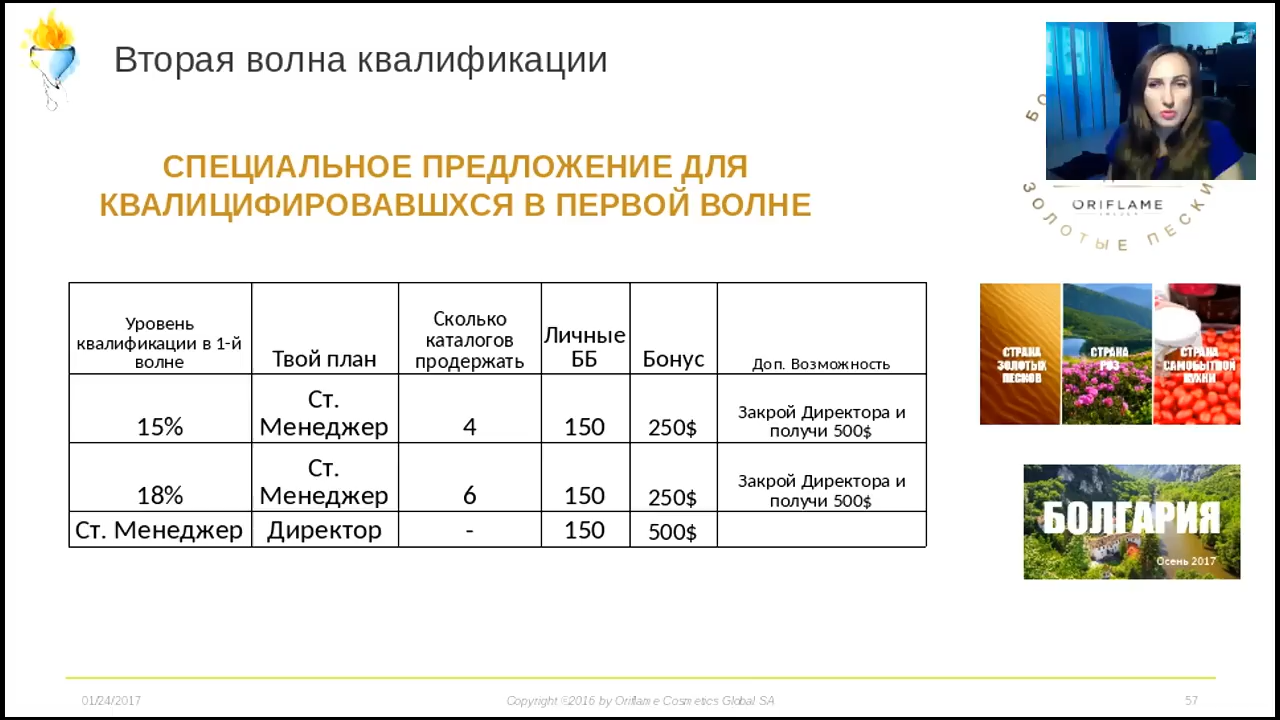 Вторая волна квалификации
СПЕЦИАЛЬНОЕ ПРЕДЛОЖЕНИЕ ДЛЯ
КВАЛИЦИФИРОВАВШХСЯ В ПЕРВОЙ ВОЛНЕ
БО
ORIFLAME
SWEDEN
ЗОЛОТЫЕ ПЕСКИ
Уровень
квалификации в 1-й
волне
Твой план
Сколько
каталогов
продержать
Личные
ББ
Бонус
Доп. Возможность
15%
Ст.
Менеджер
4
150
250$
Закрой Директора и
получи 500$
18%
Ст.
Менеджер
6
150
250$
Закрой Директора и
получи 500$
Ст. Менеджер
Директор
-
150
500$
СТРАНА
ЗОЛОТЫХ
ПЕСКОВ
СТРАНА
РОЗ
СТРАНА
САМОБЫТНОЙ
КУХНИ
БОЛГАРИЯ
Осень 2017
01/24/2017
Copyright ©2016 by Oriflame Cosmetics Global SA
57